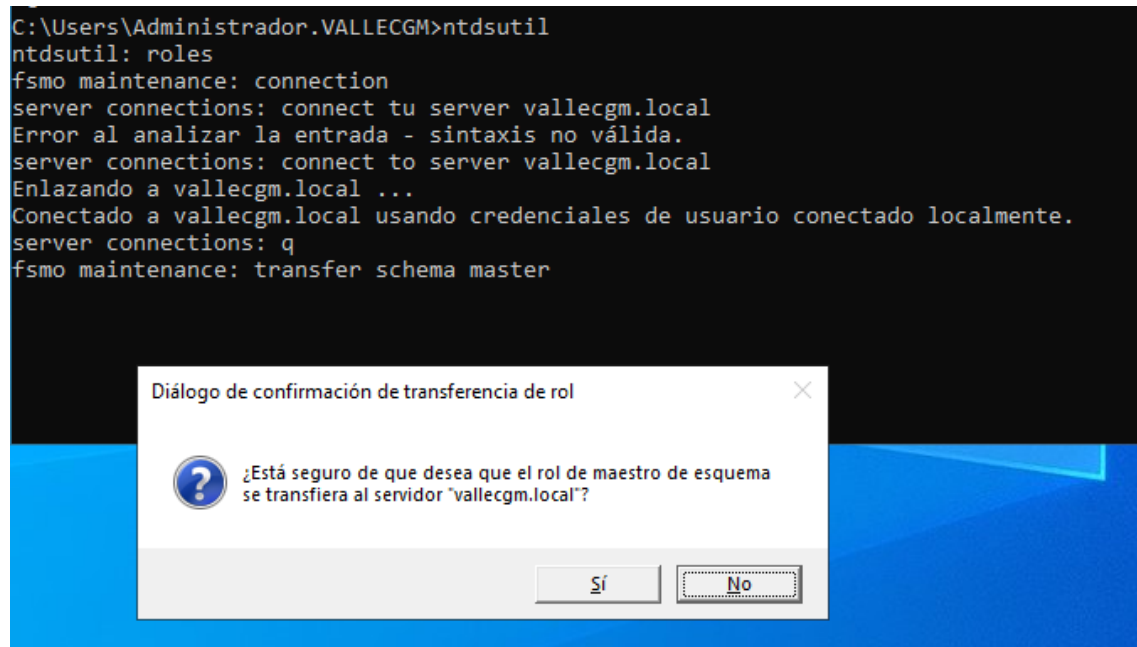 C:\Users\Administrador.VALLECGM>ntdsutil
ntdsutil: roles
fsmo maintenance: connection
server connections: connect tu server vallecgm.local
Error al analizar la entrada - sintaxis no válida.
server connections: connect to server vallecgm.local
Enlazando a vallecgm.local ...
Conectado a vallecgm.local usando credenciales de usuario conectado localmente.
server connections: q
fsmo maintenance: transfer schema master
Diálogo de confirmación de transferencia de rol
¿Está seguro de que desea que el rol de maestro de esquema
se transfiera al servidor "vallecgm.local"?
Sí
No